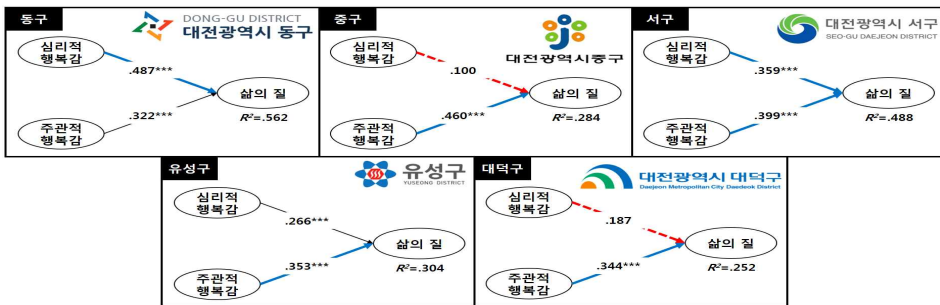 동구
DONG-GU DISTRICT
대전광역시 동구
심리적
행복감
.487***
삶의 질
.322***
R²=.562
주관적
행복감
중구
대전광역시중구
심리적
행복감
.100
삶의 질
.460***
R²=.284
주관적
행복감
서구
대전광역시 서구
SEO-GU DAEJEON DISTRICT
심리적
행복감
.359***
삶의 질
.399***
R²=.488
주관적
행복감
유성구
유성구
YUSEONG DISTRICT
심리적
행복감
.266***
삶의 질
.353***
R²=.304
주관적
행복감
대덕구
대전광역시 대덕구
Daejeon Metropolitan City Daedeok District
심리적
행복감
.187
삶의 질
.344***
R²=.252
주관적
행복감